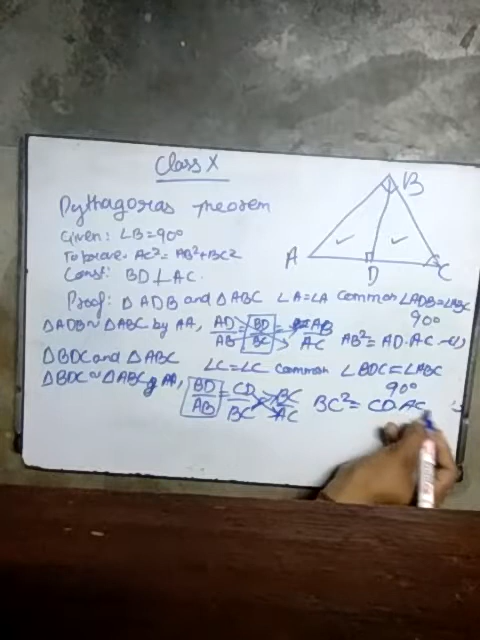 Class X
Pythagoras theorem
Given: ∠B=90°
To prove: AC²=AB²+BC²
Const: BD⊥AC.
B
A
D
C
Proof: △ADB and △ABC ∠A=∠A common ∠ADB=∠ABC
90°
△ADB~△ABC by AA, AD/AB = BD/BC = AB/AC AB²=AD.AC -(1)
△BDC and △ABC ∠C=∠C common ∠BDC=∠ABC
90°
△BDC~△ABC by AA, BD/AB = CD/BC = BC/AC BC²=CD.AC